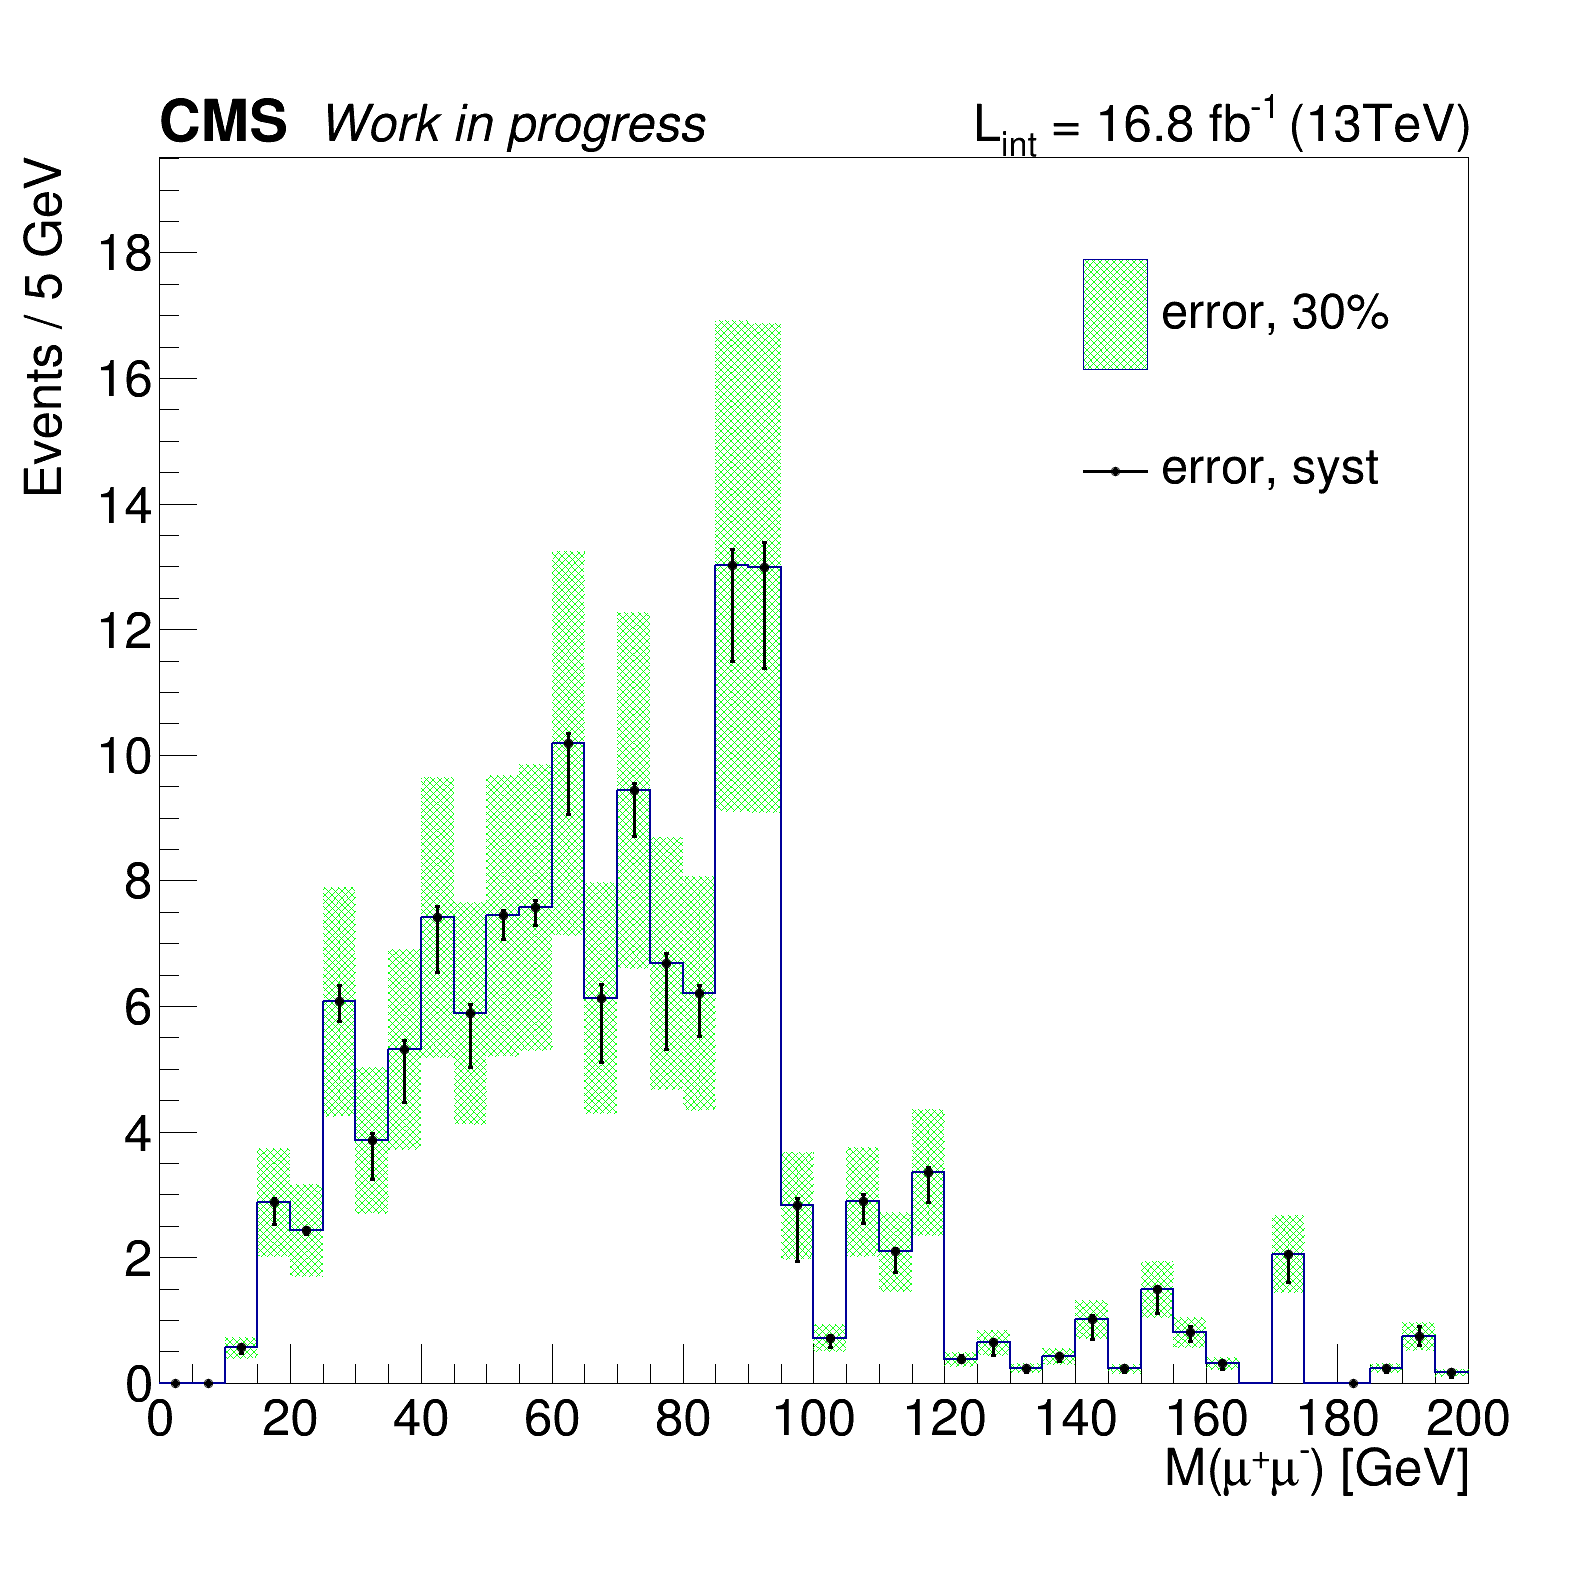 CMS Work in progress L_int = 16.8 fb^-1 (13TeV)
Events / 5 GeV
18
16
14
12
10
8
6
4
2
0
error, 30%
error, syst
0 20 40 60 80 100 120 140 160 180 200
M(μ⁺μ⁻) [GeV]